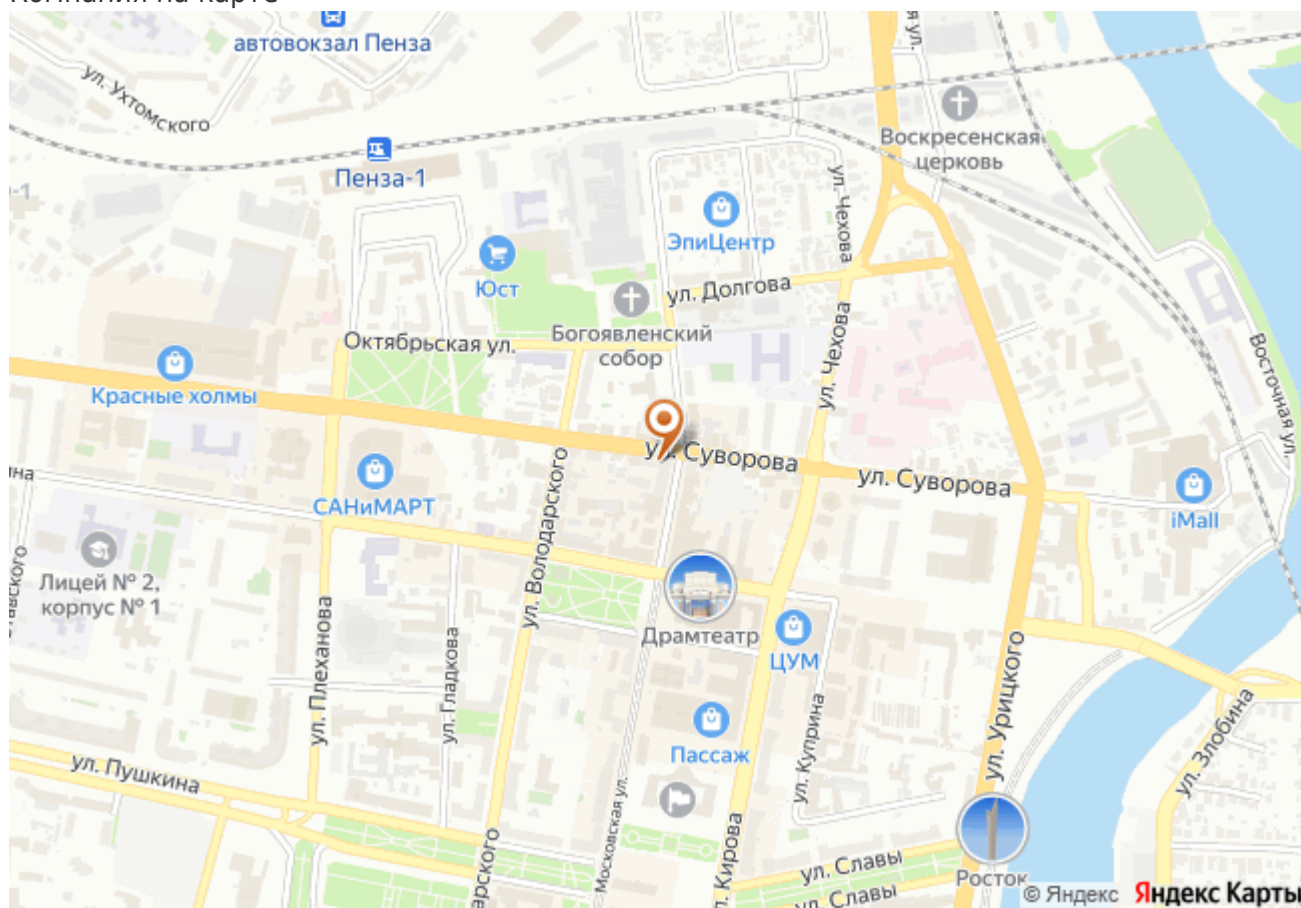 Компания на карте
автовокзал Пенза
ул. Ухтомского
Воскресенская
церковь
Пенза-1
ул. Чехова
ЭпиЦентр
Юст
ул. Долгова
Богоявленский
собор
Октябрьская ул.
ул. Чехова
Восточная ул.
Красные холмы
ул. Суворова
ул. Суворова
САНиМАРТ
iMall
ул. Володарского
Лицей № 2,
корпус № 1
Драмтеатр
ЦУМ
ул. Плеханова
ул. Гладкова
ул. Урицкого
ул. Злобина
Пассаж
ул. Куприна
ул. Пушкина
Московская ул.
ул. Кирова
ул. Славы
ул. Славы
Росток
© Яндекс Яндекс Карты